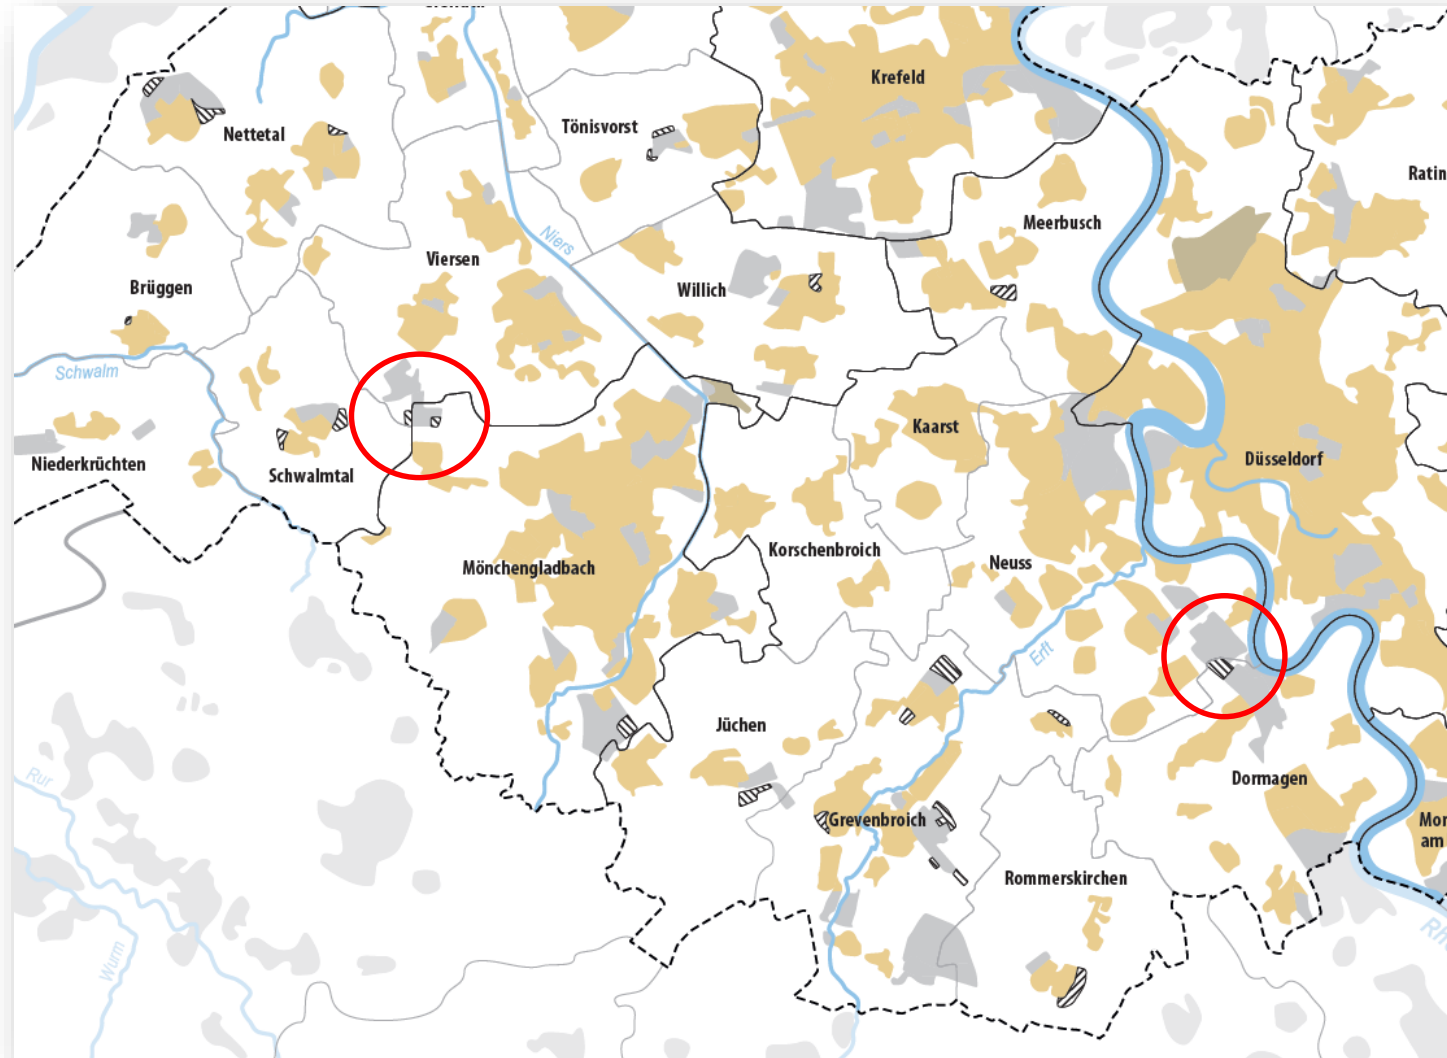 Krefeld
Tönisvorst
Nettetal
Ratin
Meerbusch
Niers
Viersen
Brüggen
Willich
Schwalm
Kaarst
Niederkrüchten
Düsseldorf
Schwalmtal
Korschenbroich
Neuss
Mönchengladbach
Erft
Jüchen
Rur
Dormagen
Grevenbroich
Mon
am
Rommerskirchen
Wurm
Rhe